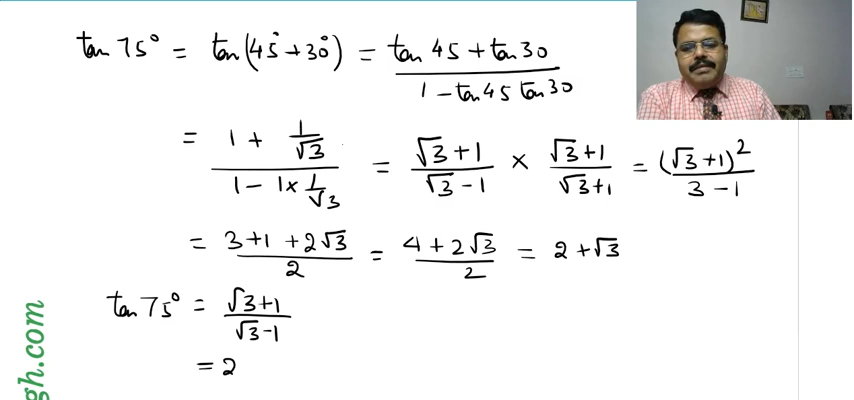 tan 75° = tan(45° + 30°) = (tan 45 + tan 30)/(1 - tan 45 tan 30)
= (1 + 1/√3)/(1 - 1 × 1/√3) = (√3 + 1)/(√3 - 1) × (√3 + 1)/(√3 + 1) = (√3 + 1)²/(3 - 1)
= (3 + 1 + 2√3)/2 = (4 + 2√3)/2 = 2 + √3
tan 75° = (√3 + 1)/(√3 - 1)
= 2
gh.com